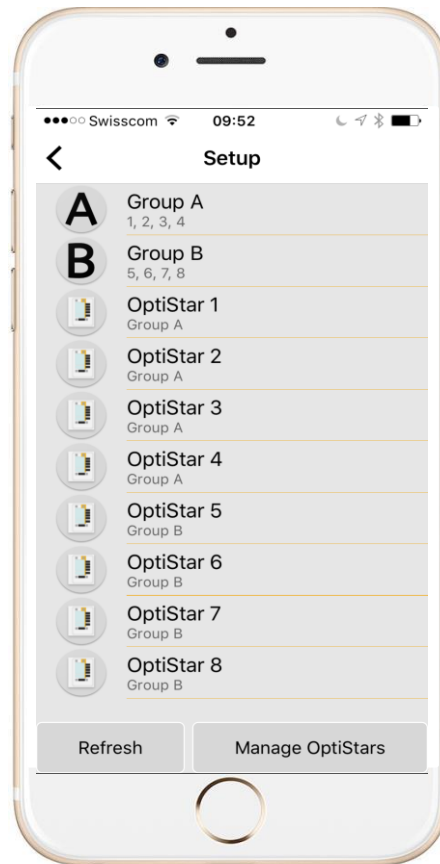 Swisscom 09:52
Setup
A Group A
1, 2, 3, 4
B Group B
5, 6, 7, 8
OptiStar 1
Group A
OptiStar 2
Group A
OptiStar 3
Group A
OptiStar 4
Group A
OptiStar 5
Group B
OptiStar 6
Group B
OptiStar 7
Group B
OptiStar 8
Group B
Refresh Manage OptiStars